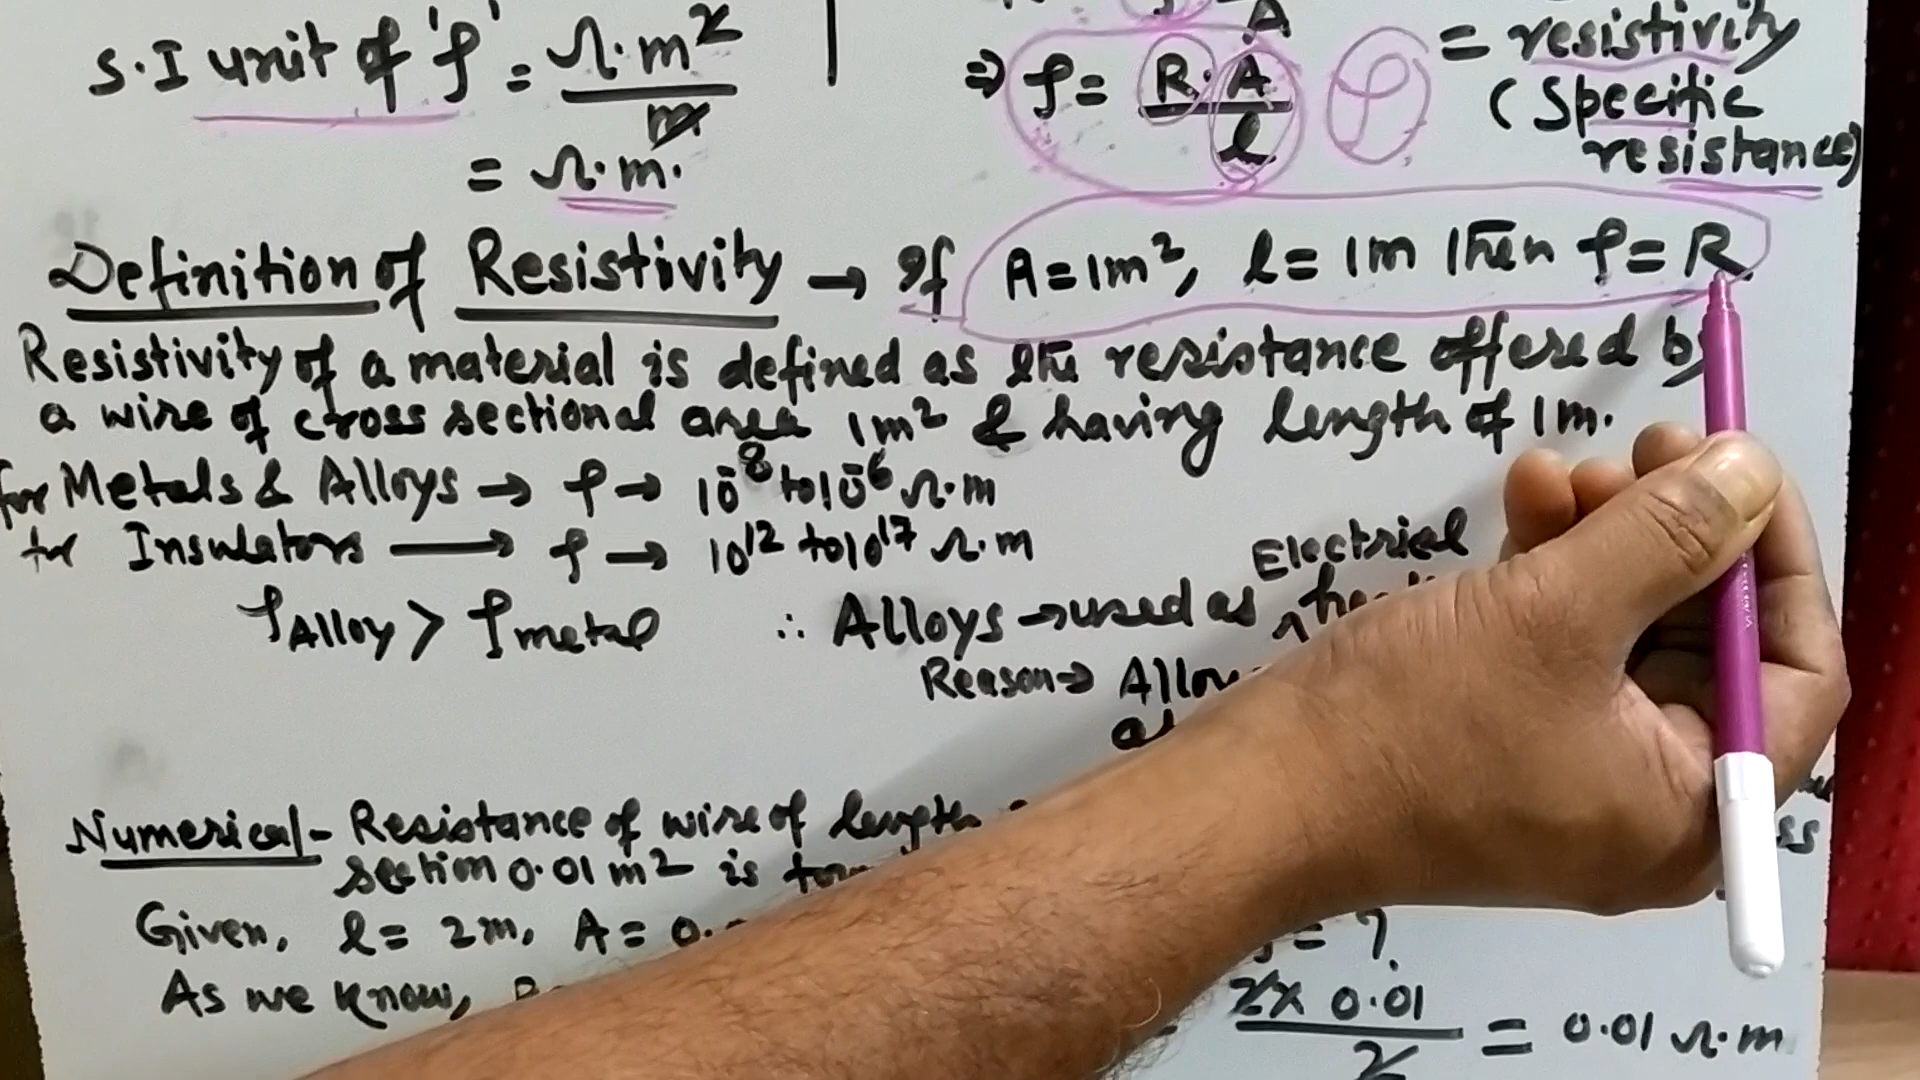 S.I unit of 'ρ' = Ω·m²/m
= Ω·m.
A
⇒ ρ = R·A/l ρ = resistivity
(Specific
resistance)
Definition of Resistivity → If A=1m², l=1m then ρ=R.
Resistivity of a material is defined as the resistance offered by
a wire of cross sectional area 1m² & having length of 1m.
for Metals & Alloys → ρ → 10⁻⁸ to 10⁻⁶ Ω·m
for Insulators → ρ → 10¹² to 10¹⁷ Ω·m
Electrical
ρAlloy > ρmetal ∴ Alloys → used as
Reason →
Numerical - Resistance of wire of length
section 0.01m² is
Given, l = 2m, A = 0. = ?
As we know,
2 x 0.01/2 = 0.01 Ω·m